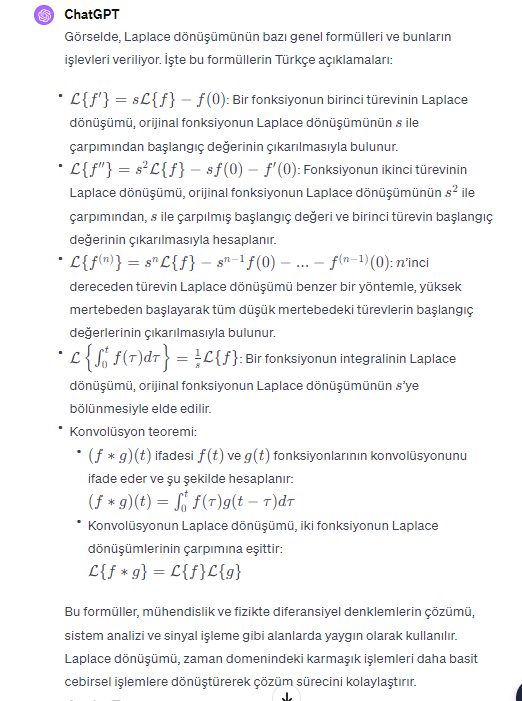 ChatGPT
Görselde, Laplace dönüşümünün bazı genel formülleri ve bunların
işlevleri veriliyor. İşte bu formüllerin Türkçe açıklamaları:
• ℒ{f′} = sℒ{f} − f(0): Bir fonksiyonun birinci türevinin Laplace
dönüşümü, orijinal fonksiyonun Laplace dönüşümünün s ile
çarpımından başlangıç değerinin çıkarılmasıyla bulunur.
• ℒ{f″} = s²ℒ{f} − sf(0) − f′(0): Fonksiyonun ikinci türevinin
Laplace dönüşümü, orijinal fonksiyonun Laplace dönüşümünün s² ile
çarpımından, s ile çarpılmış başlangıç değeri ve birinci türevin başlangıç
değerinin çıkarılmasıyla hesaplanır.
• ℒ{f⁽ⁿ⁾} = sⁿℒ{f} − sⁿ⁻¹f(0) − ... − f⁽ⁿ⁻¹⁾(0): n'inci
dereceden türevin Laplace dönüşümü benzer bir yöntemle, yüksek
mertebeden başlayarak tüm düşük mertebedeki türevlerin başlangıç
değerlerinin çıkarılmasıyla bulunur.
• ℒ{∫₀ᵗ f(τ)dτ} = 1/s ℒ{f}: Bir fonksiyonun integralinin Laplace
dönüşümü, orijinal fonksiyonun Laplace dönüşümünün s'ye
bölünmesiyle elde edilir.
• Konvolüsyon teoremi:
• (f ∗ g)(t) ifadesi f(t) ve g(t) fonksiyonlarının konvolüsyonunu
ifade eder ve şu şekilde hesaplanır:
(f ∗ g)(t) = ∫₀ᵗ f(τ)g(t − τ)dτ
• Konvolüsyonun Laplace dönüşümü, iki fonksiyonun Laplace
dönüşümlerinin çarpımına eşittir:
ℒ{f ∗ g} = ℒ{f}ℒ{g}
Bu formüller, mühendislik ve fizikte diferansiyel denklemlerin çözümü,
sistem analizi ve sinyal işleme gibi alanlarda yaygın olarak kullanılır.
Laplace dönüşümü, zaman domenindeki karmaşık işlemleri daha basit
cebirsel işlemlere dönüştürerek çözüm sürecini kolaylaştırır.